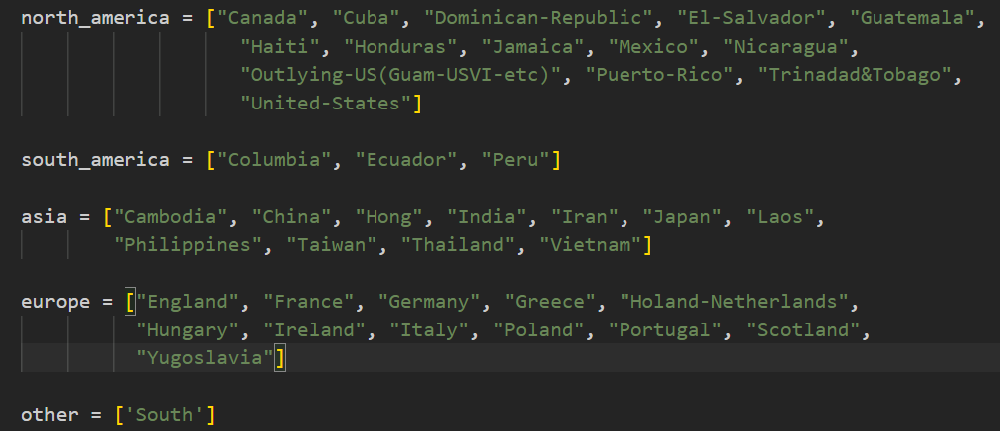 north_america = ["Canada", "Cuba", "Dominican-Republic", "El-Salvador", "Guatemala",
"Haiti", "Honduras", "Jamaica", "Mexico", "Nicaragua",
"Outlying-US(Guam-USVI-etc)", "Puerto-Rico", "Trinadad&Tobago",
"United-States"]
south_america = ["Columbia", "Ecuador", "Peru"]
asia = ["Cambodia", "China", "Hong", "India", "Iran", "Japan", "Laos",
"Philippines", "Taiwan", "Thailand", "Vietnam"]
europe = ["England", "France", "Germany", "Greece", "Holand-Netherlands",
"Hungary", "Ireland", "Italy", "Poland", "Portugal", "Scotland",
"Yugoslavia"]
other = ['South']